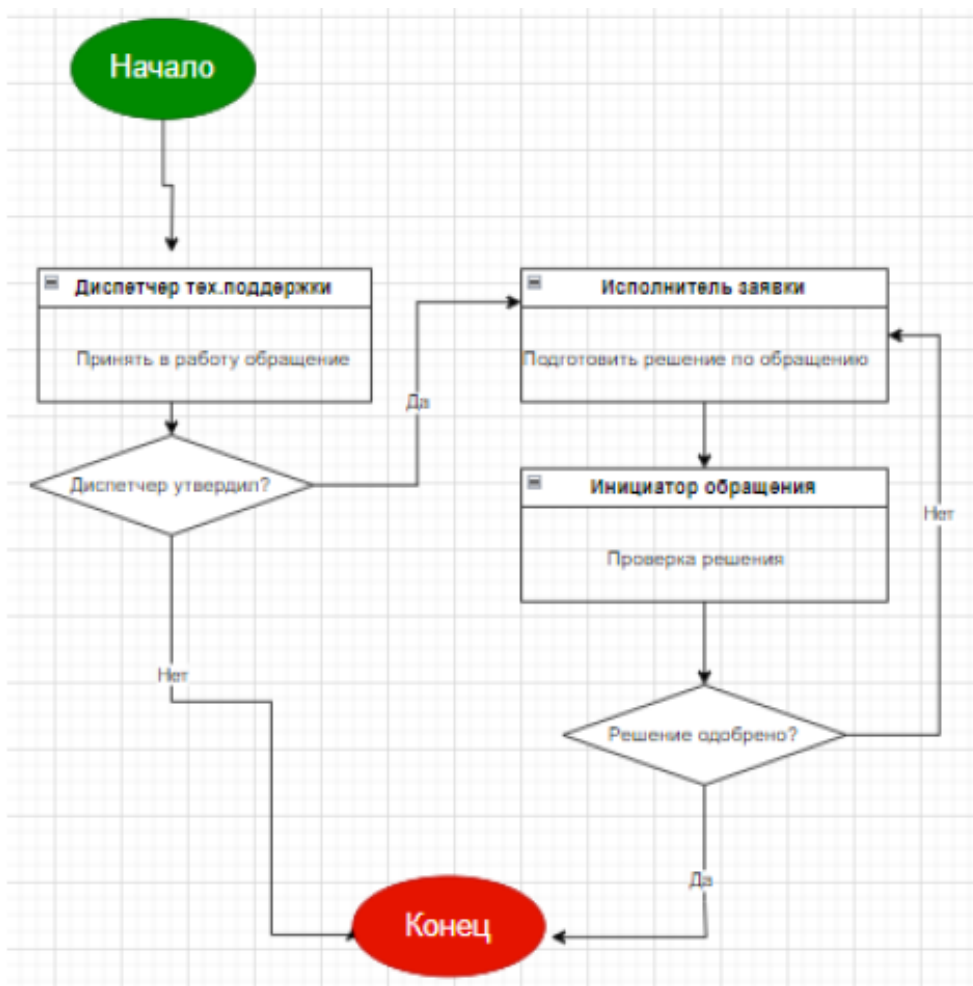 Начало
Диспетчер тех.поддержки
Принять в работу обращение
Диспетчер утвердил?
Да
Нет
Исполнитель заявки
Подготовить решение по обращению
Инициатор обращения
Проверка решения
Решение одобрено?
Нет
Да
Конец